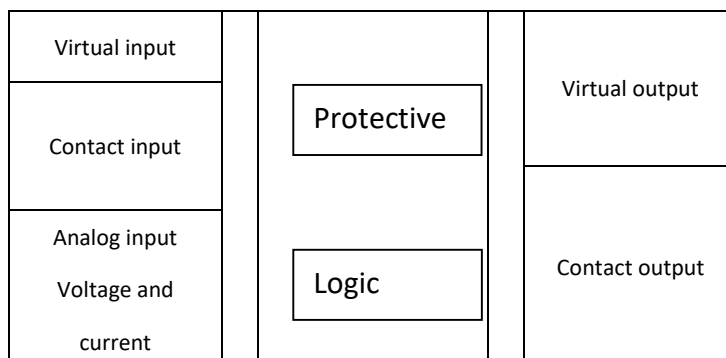 Virtual input
Contact input
Analog input
Voltage and
current
Protective
Logic
Virtual output
Contact output